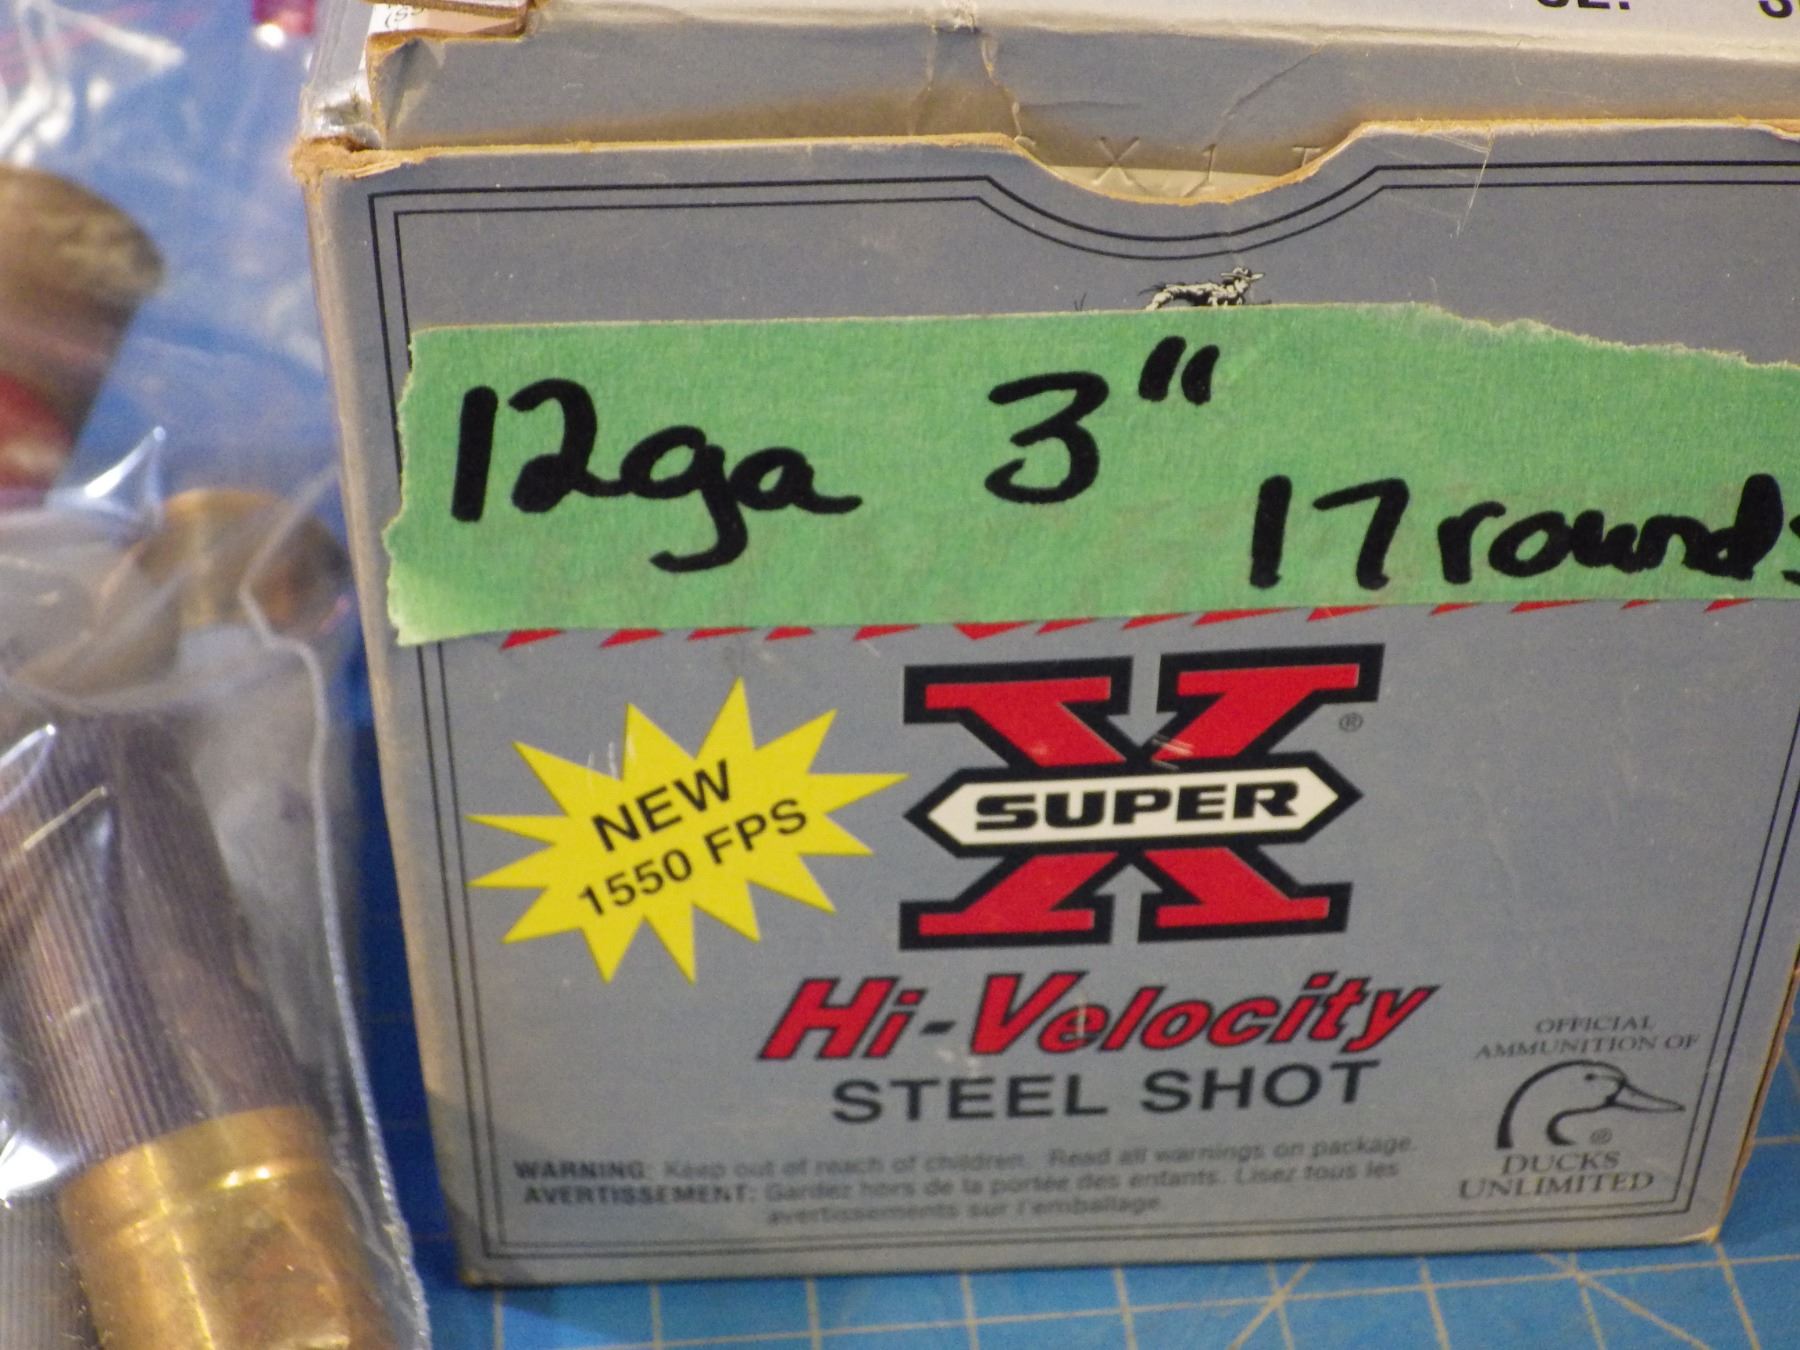 X 1
12ga 3"
17 rounds
X
®
SUPER
NEW
1550 FPS
Hi-Velocity
STEEL SHOT
OFFICIAL
AMMUNITION OF
®
DUCKS
UNLIMITED
WARNING: Keep out of reach of children. Read all warnings on package.
AVERTISSEMENT: Gardez hors de la portée des enfants. Lisez tous les
avertissements sur l'emballage.